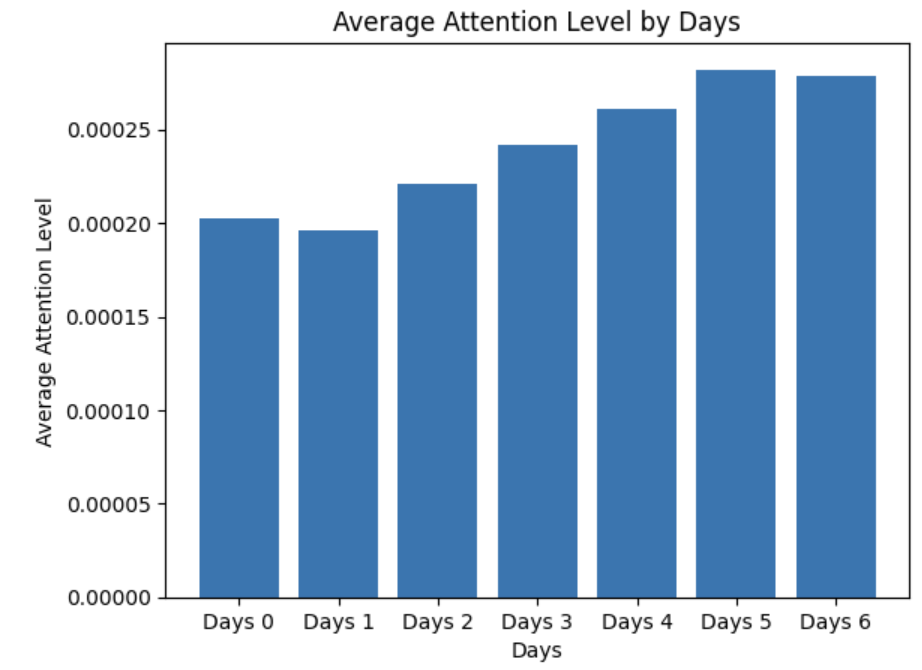 Average Attention Level by Days
Average Attention Level
0.00025
0.00020
0.00015
0.00010
0.00005
0.00000
Days 0 Days 1 Days 2 Days 3 Days 4 Days 5 Days 6
Days